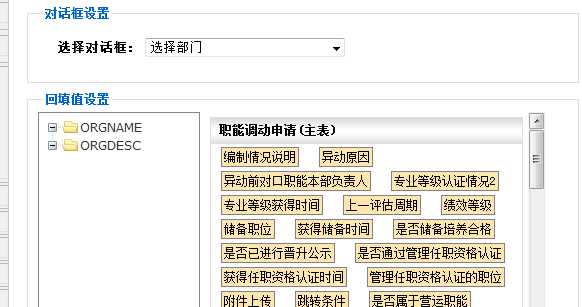 对话框设置
选择对话框： 选择部门
回填值设置
ORGNAME
ORGDESC
职能调动申请(主表)
编制情况说明 异动原因
异动前对口职能本部负责人 专业等级认证情况2
专业等级获得时间 上一评估周期 绩效等级
储备职位 获得储备时间 是否储备培养合格
是否已进行晋升公示 是否通过管理任职资格认证
获得任职资格认证时间 管理任职资格认证的职位
附件上传 跳转条件 是否属于营运职能